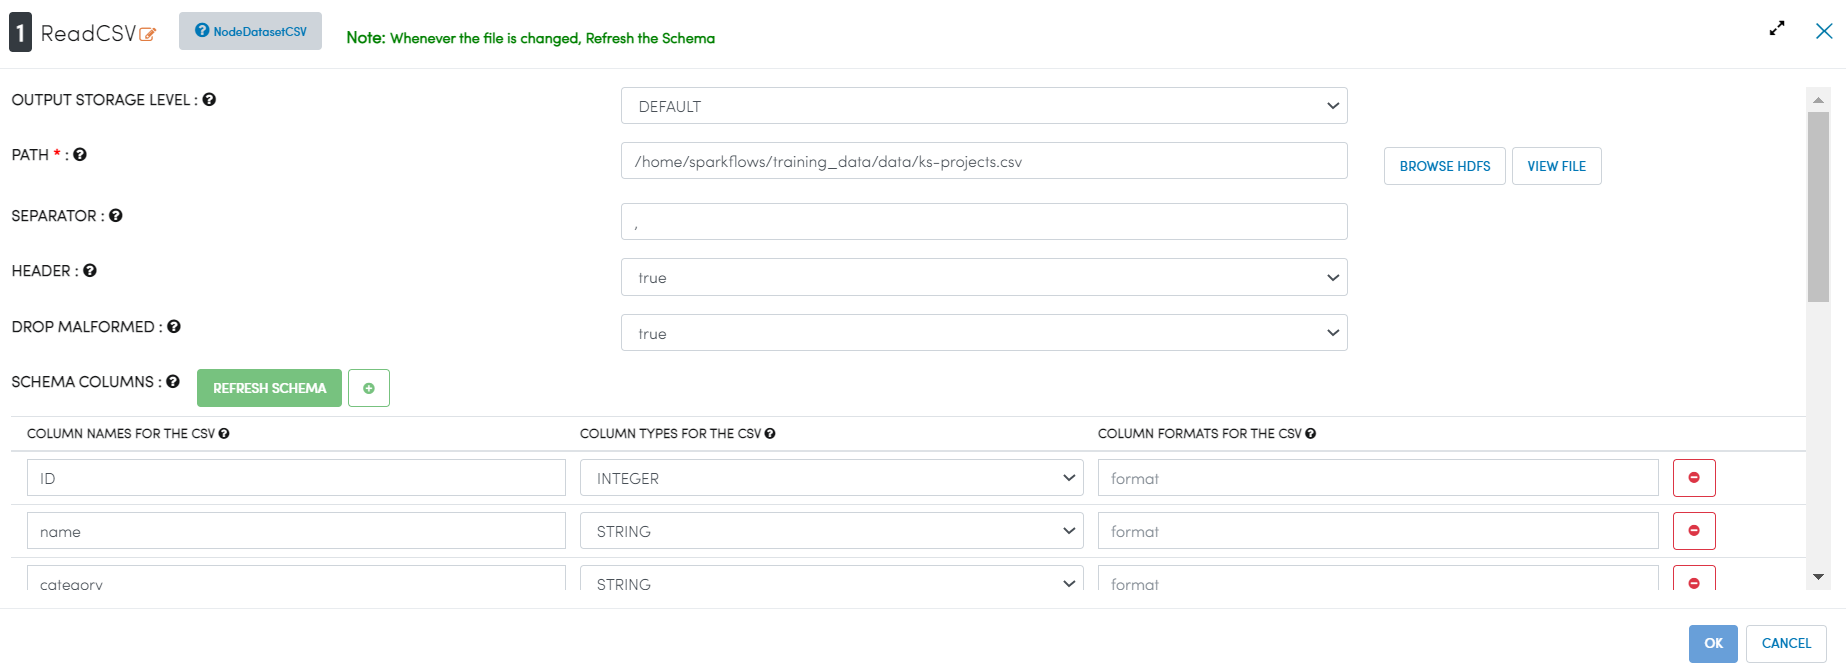 1 ReadCSV NodeDatasetCSV Note: Whenever the file is changed, Refresh the Schema
OUTPUT STORAGE LEVEL : DEFAULT
PATH * : /home/sparkflows/training_data/data/ks-projects.csv BROWSE HDFS VIEW FILE
SEPARATOR : ,
HEADER : true
DROP MALFORMED : true
SCHEMA COLUMNS : REFRESH SCHEMA
COLUMN NAMES FOR THE CSV COLUMN TYPES FOR THE CSV COLUMN FORMATS FOR THE CSV
ID INTEGER format
name STRING format
category STRING format
OK CANCEL